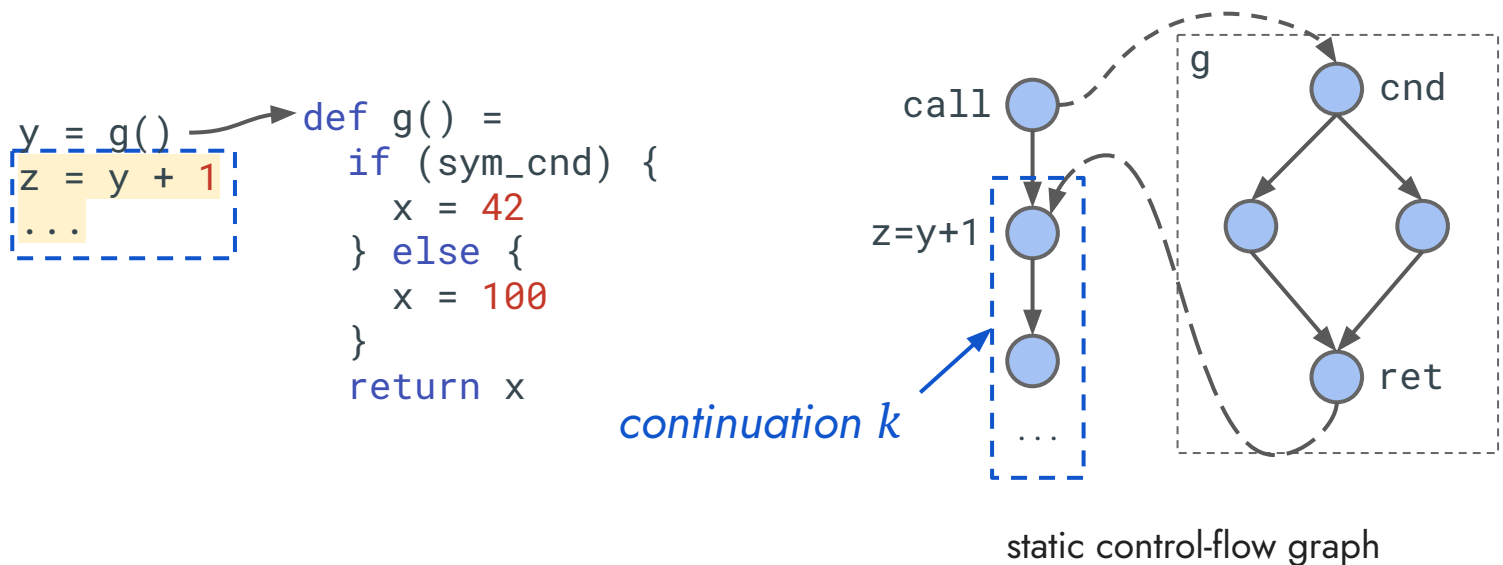 y = g()
z = y + 1
...
def g() =
if (sym_cnd) {
x = 42
} else {
x = 100
}
return x
continuation k
call
z=y+1
...
g
cnd
ret
static control-flow graph